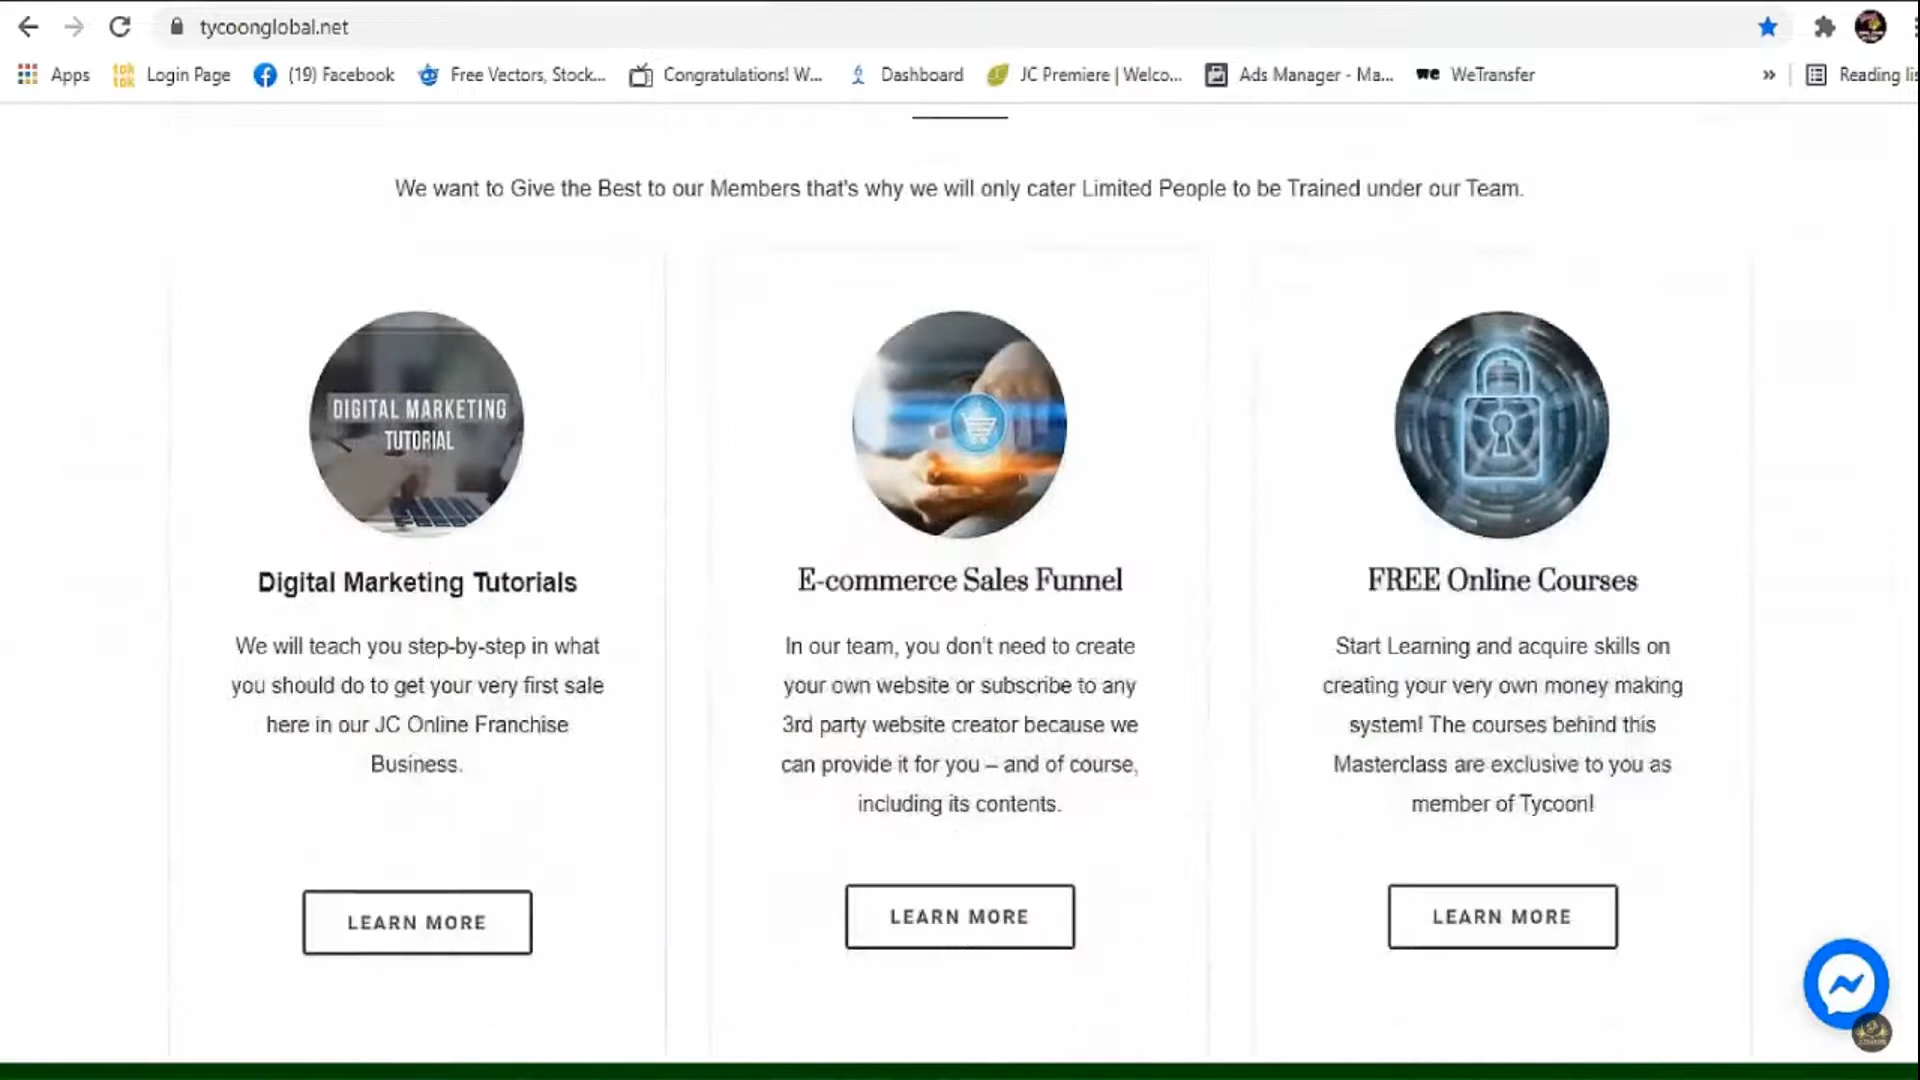 tycoonglobal.net
Apps
Login Page
(19) Facebook
Free Vectors, Stock...
Congratulations! W...
Dashboard
JC Premiere | Welco...
Ads Manager - Ma...
WeTransfer
»
Reading lis
We want to Give the Best to our Members that's why we will only cater Limited People to be Trained under our Team.
DIGITAL MARKETING
TUTORIAL
Digital Marketing Tutorials
We will teach you step-by-step in what
you should do to get your very first sale
here in our JC Online Franchise
Business.
LEARN MORE
E-commerce Sales Funnel
In our team, you don't need to create
your own website or subscribe to any
3rd party website creator because we
can provide it for you – and of course,
including its contents.
LEARN MORE
FREE Online Courses
Start Learning and acquire skills on
creating your very own money making
system! The courses behind this
Masterclass are exclusive to you as
member of Tycoon!
LEARN MORE